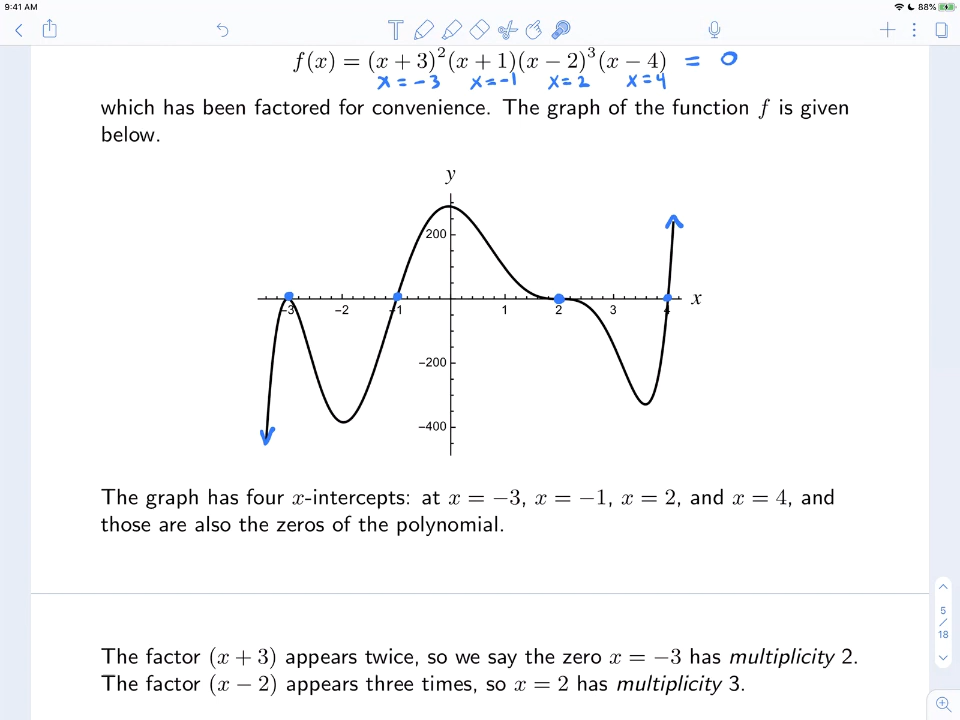 9:41 AM
88%
f(x) = (x + 3)²(x + 1)(x − 2)³(x − 4) = 0
x = −3 x = −1 x = 2 x = 4
which has been factored for convenience. The graph of the function f is given
below.
y
200
−3 −2 −1 1 2 3 4 x
−200
−400
The graph has four x-intercepts: at x = −3, x = −1, x = 2, and x = 4, and
those are also the zeros of the polynomial.
5
/
18
The factor (x + 3) appears twice, so we say the zero x = −3 has multiplicity 2.
The factor (x − 2) appears three times, so x = 2 has multiplicity 3.